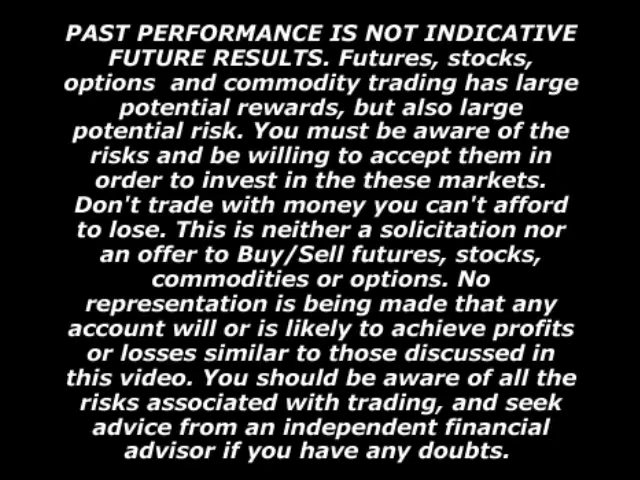 PAST PERFORMANCE IS NOT INDICATIVE
FUTURE RESULTS. Futures, stocks,
options  and commodity trading has large
potential rewards, but also large
potential risk. You must be aware of the
risks and be willing to accept them in
order to invest in the these markets.
Don't trade with money you can't afford
to lose. This is neither a solicitation nor
an offer to Buy/Sell futures, stocks,
commodities or options. No
representation is being made that any
account will or is likely to achieve profits
or losses similar to those discussed in
this video. You should be aware of all the
risks associated with trading, and seek
advice from an independent financial
advisor if you have any doubts.